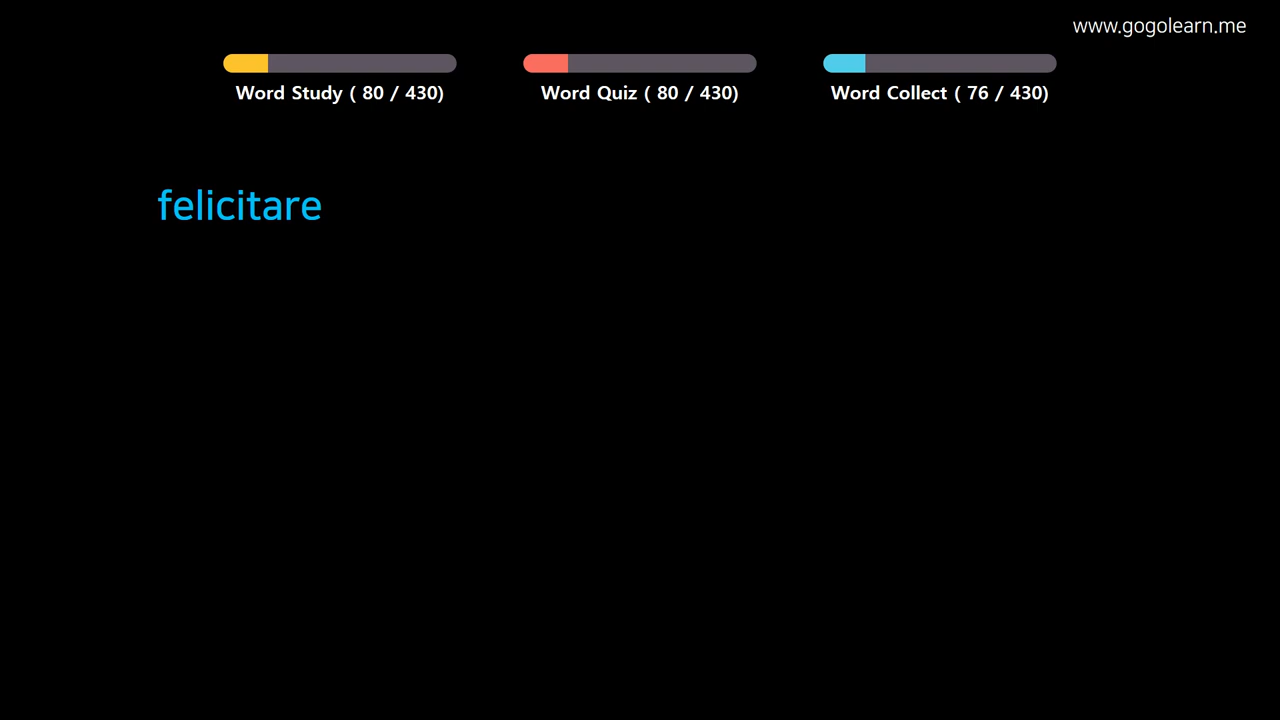 www.gogolearn.me
Word Study ( 80 / 430)
Word Quiz ( 80 / 430)
Word Collect ( 76 / 430)
felicitare